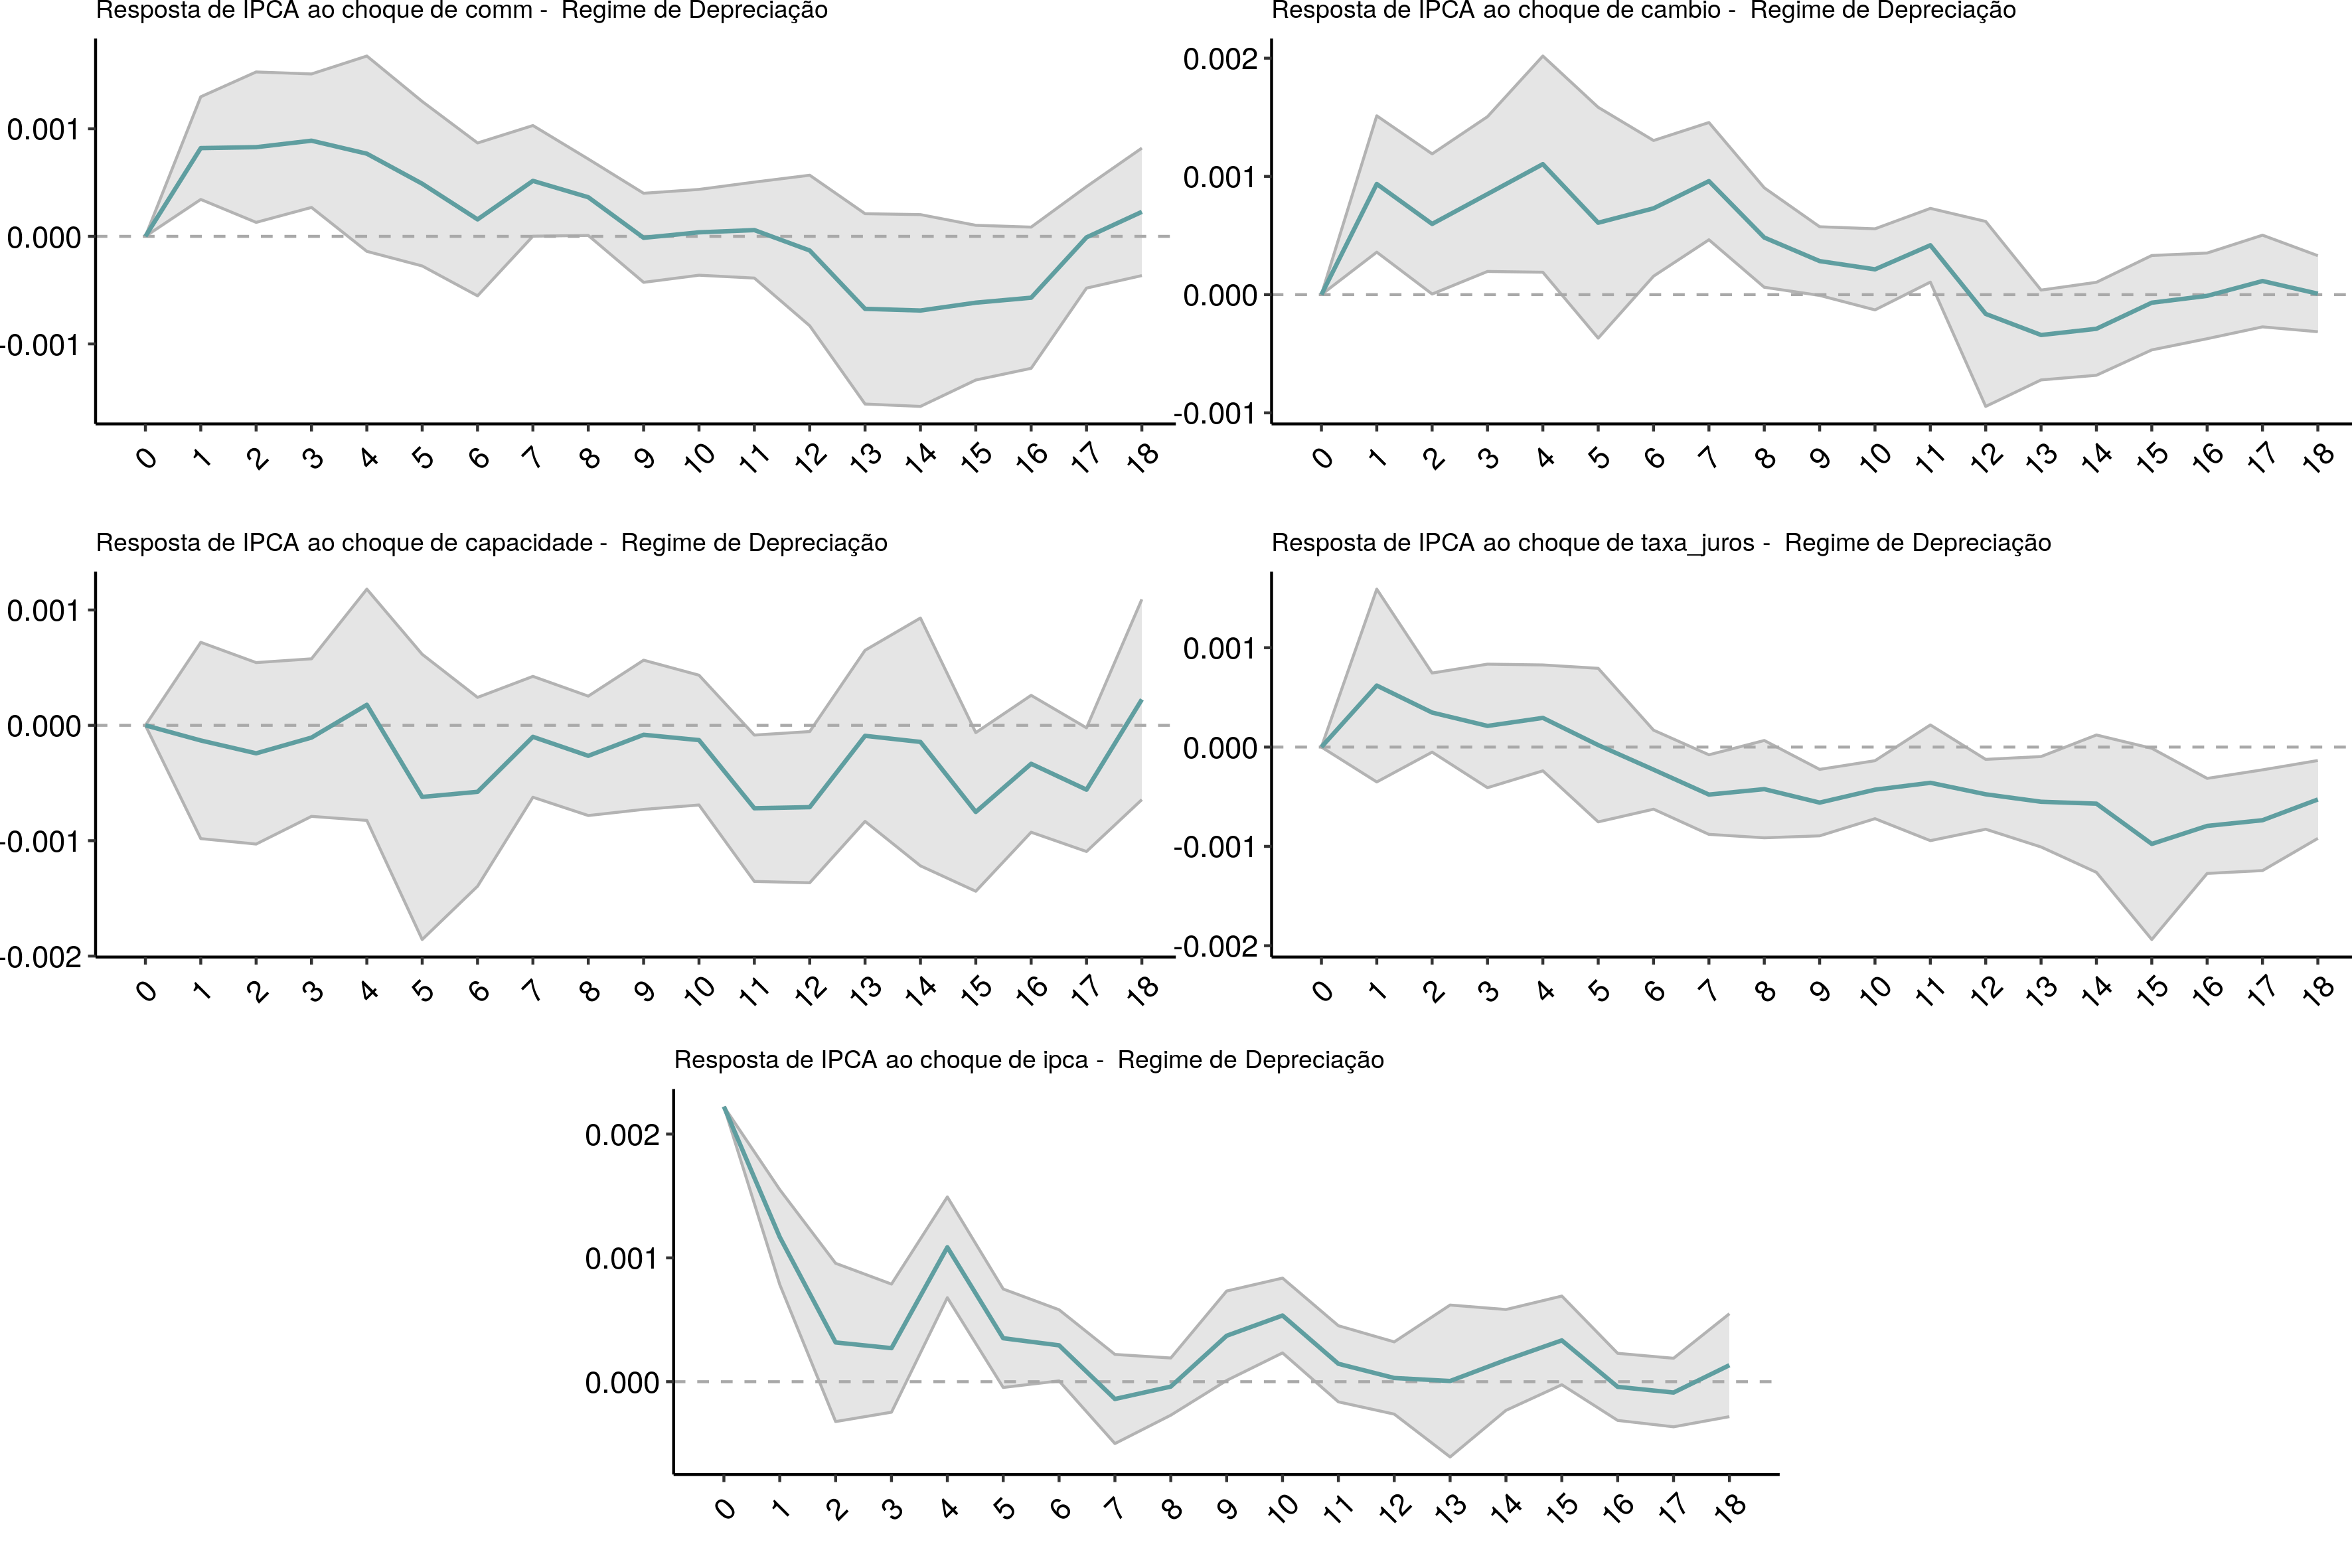 Resposta de IPCA ao choque de comm -  Regime de Depreciação
0.001
0.000
-0.001
0 1 2 3 4 5 6 7 8 9 10 11 12 13 14 15 16 17 18
Resposta de IPCA ao choque de cambio -  Regime de Depreciação
0.002
0.001
0.000
-0.001
0 1 2 3 4 5 6 7 8 9 10 11 12 13 14 15 16 17 18
Resposta de IPCA ao choque de capacidade -  Regime de Depreciação
0.001
0.000
-0.001
-0.002
0 1 2 3 4 5 6 7 8 9 10 11 12 13 14 15 16 17 18
Resposta de IPCA ao choque de taxa_juros -  Regime de Depreciação
0.001
0.000
-0.001
-0.002
0 1 2 3 4 5 6 7 8 9 10 11 12 13 14 15 16 17 18
Resposta de IPCA ao choque de ipca -  Regime de Depreciação
0.002
0.001
0.000
0 1 2 3 4 5 6 7 8 9 10 11 12 13 14 15 16 17 18